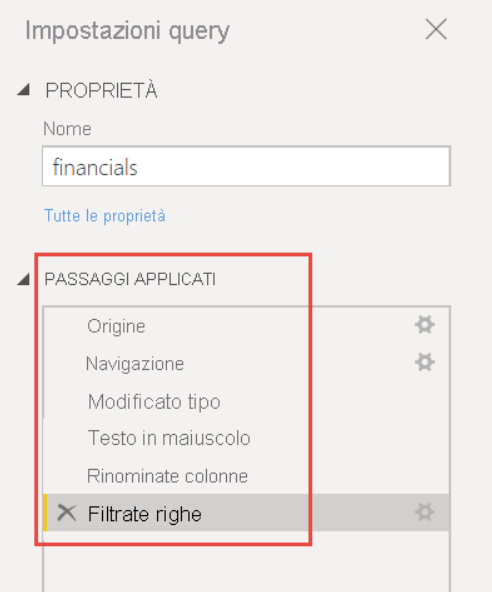 Impostazioni query
PROPRIETÀ
Nome
financials
Tutte le proprietà
PASSAGGI APPLICATI
Origine
Navigazione
Modificato tipo
Testo in maiuscolo
Rinominate colonne
Filtrate righe